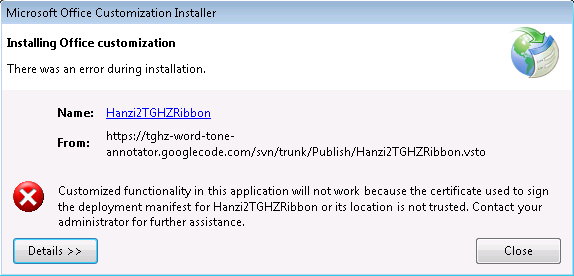 Microsoft Office Customization Installer
Installing Office customization
There was an error during installation.
Name: Hanzi2TGHZRibbon
From: https://tghz-word-tone-
annotator.googlecode.com/svn/trunk/Publish/Hanzi2TGHZRibbon.vsto
Customized functionality in this application will not work because the certificate used to sign
the deployment manifest for Hanzi2TGHZRibbon or its location is not trusted. Contact your
administrator for further assistance.
Details >> Close